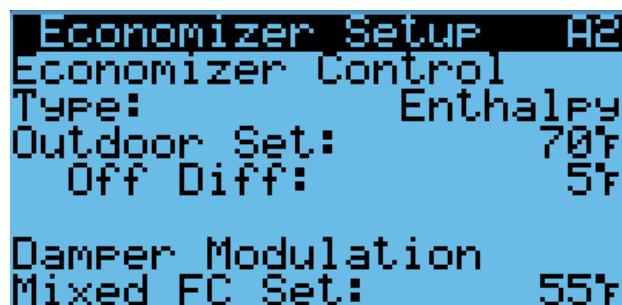 Economizer Setup A2
Economizer Control
Type: Enthalpy
Outdoor Set: 70°F
Off Diff: 5°F
Damper Modulation
Mixed FC Set: 55°F